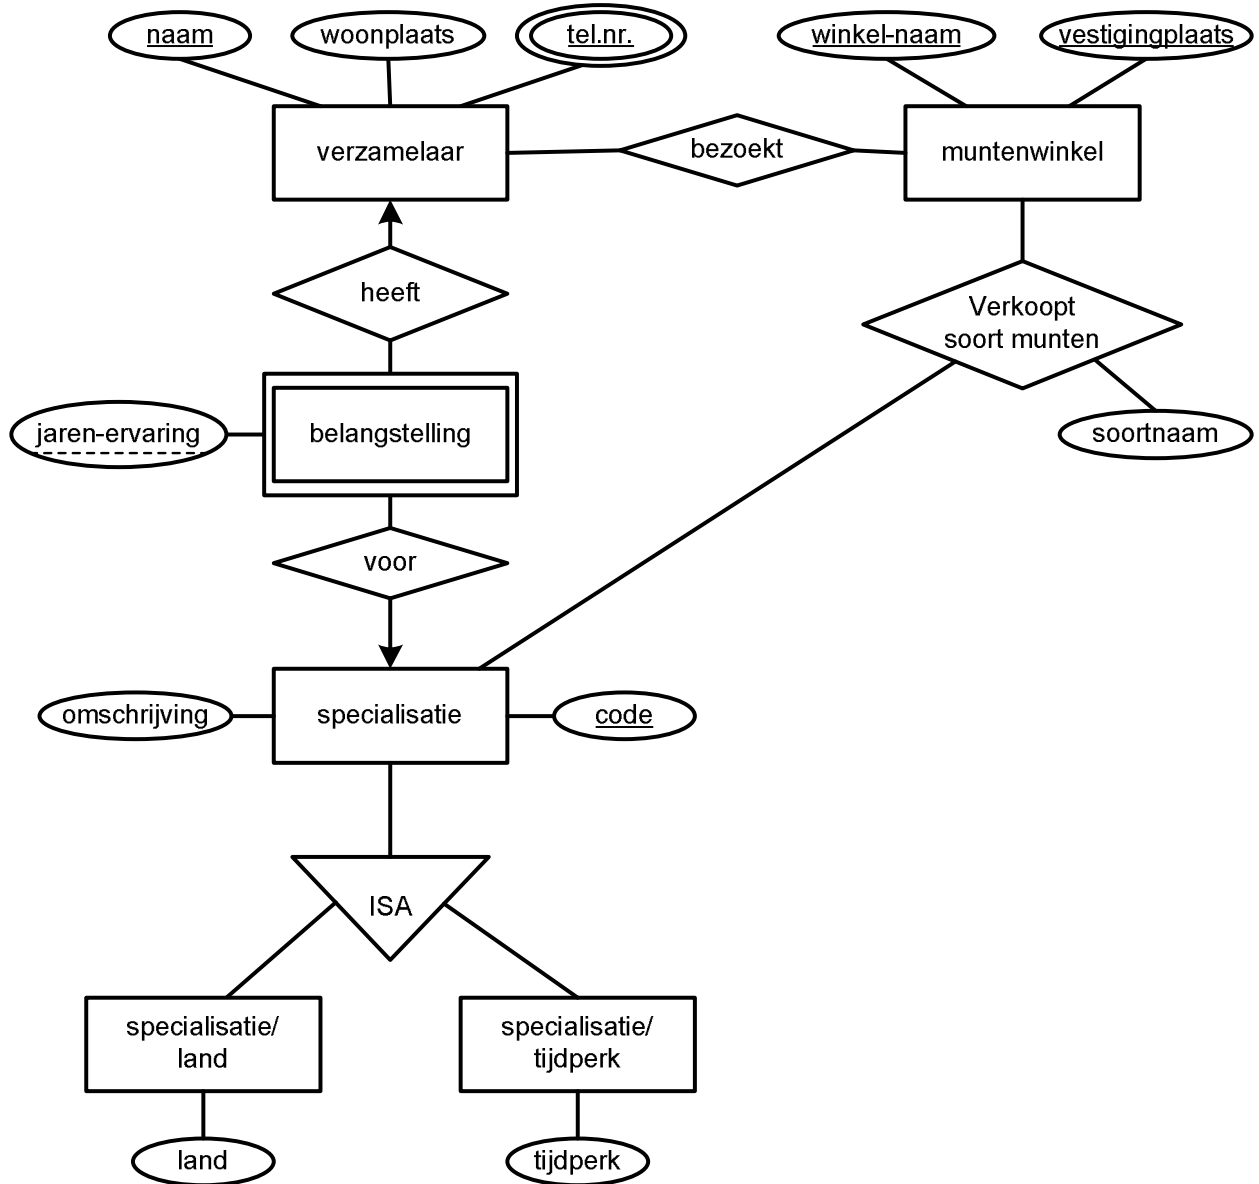 naam
woonplaats
tel.nr.
winkel-naam
vestigingplaats
verzamelaar
bezoekt
muntenwinkel
heeft
Verkoopt
soort munten
jaren-ervaring
belangstelling
soortnaam
voor
omschrijving
specialisatie
code
ISA
specialisatie/
land
specialisatie/
tijdperk
land
tijdperk